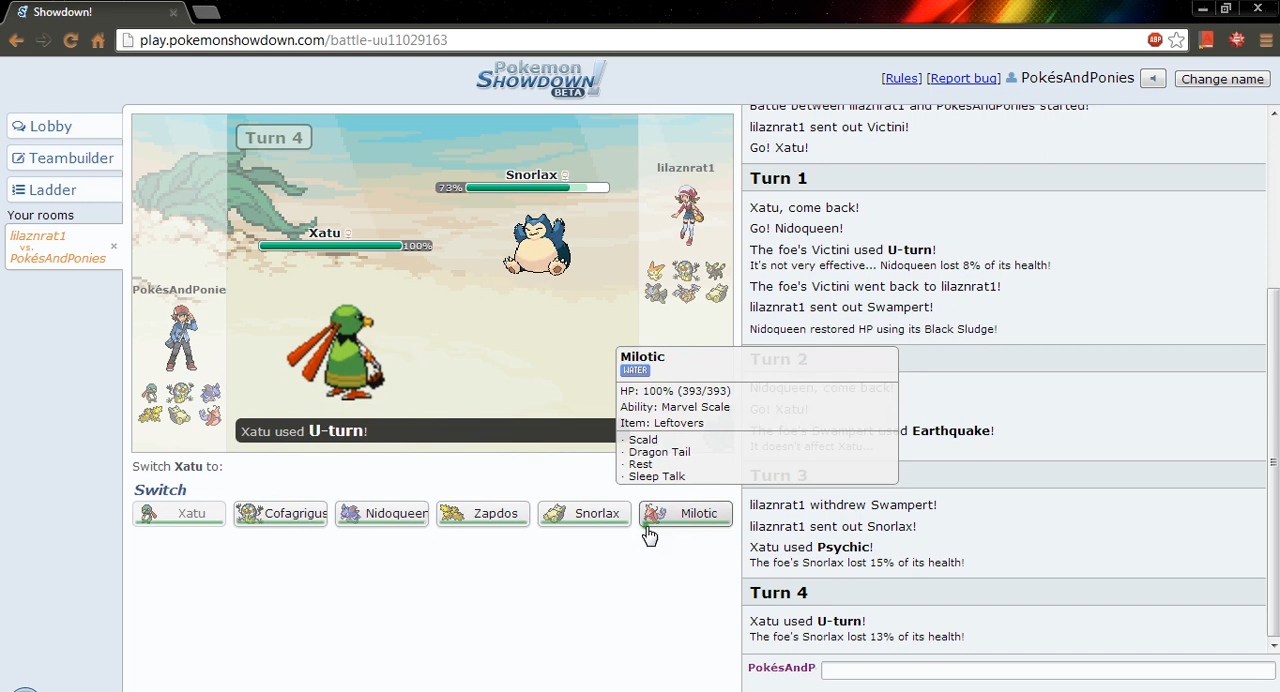 Showdown!
play.pokemonshowdown.com/battle-uu11029163
ABP
Pokemon
SHOWDOWN!
BETA
[Rules] [Report bug] PokésAndPonies Change name
Lobby
Teambuilder
Ladder
Your rooms
lilaznrat1
vs.
PokésAndPonies
Turn 4
Snorlax
73%
Xatu
100%
lilaznrat1
PokésAndPonie
Xatu used U-turn!
Milotic
WATER
HP: 100% (393/393)
Ability: Marvel Scale
Item: Leftovers
· Scald
· Dragon Tail
· Rest
· Sleep Talk
Switch Xatu to:
Switch
Xatu
Cofagrigus
Nidoqueen
Zapdos
Snorlax
Milotic
Battle between lilaznrat1 and PokésAndPonies started!
lilaznrat1 sent out Victini!
Go! Xatu!
Turn 1
Xatu, come back!
Go! Nidoqueen!
The foe's Victini used U-turn!
It's not very effective... Nidoqueen lost 8% of its health!
The foe's Victini went back to lilaznrat1!
lilaznrat1 sent out Swampert!
Nidoqueen restored HP using its Black Sludge!
Turn 2
Nidoqueen, come back!
Go! Xatu!
The foe's Swampert used Earthquake!
It doesn't affect Xatu...
Turn 3
lilaznrat1 withdrew Swampert!
lilaznrat1 sent out Snorlax!
Xatu used Psychic!
The foe's Snorlax lost 15% of its health!
Turn 4
Xatu used U-turn!
The foe's Snorlax lost 13% of its health!
PokésAndP